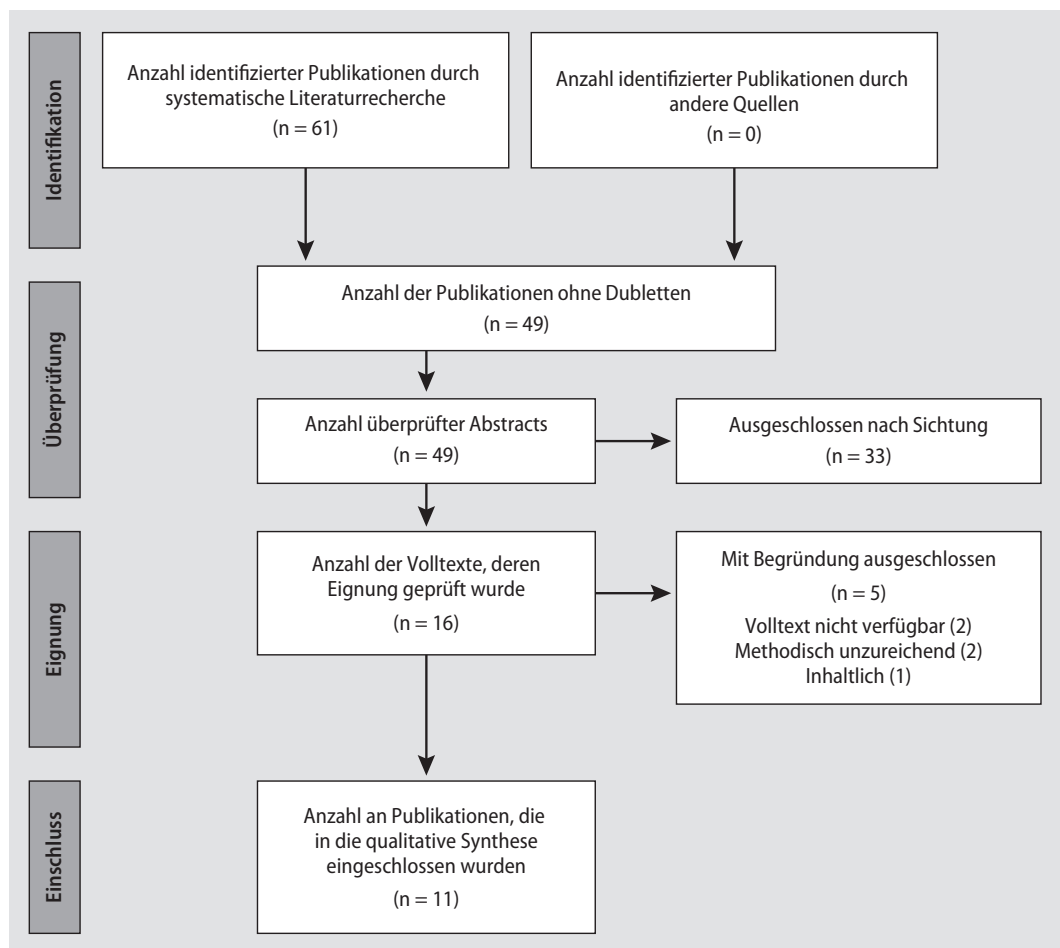 Identifikation
Anzahl identifizierter Publikationen durch
systematische Literaturrecherche
(n = 61)
Anzahl identifizierter Publikationen durch
andere Quellen
(n = 0)
Überprüfung
Anzahl der Publikationen ohne Dubletten
(n = 49)
Anzahl überprüfter Abstracts
(n = 49)
Ausgeschlossen nach Sichtung
(n = 33)
Eignung
Anzahl der Volltexte, deren
Eignung geprüft wurde
(n = 16)
Mit Begründung ausgeschlossen
(n = 5)
Volltext nicht verfügbar (2)
Methodisch unzureichend (2)
Inhaltlich (1)
Einschluss
Anzahl an Publikationen, die
in die qualitative Synthese
eingeschlossen wurden
(n = 11)